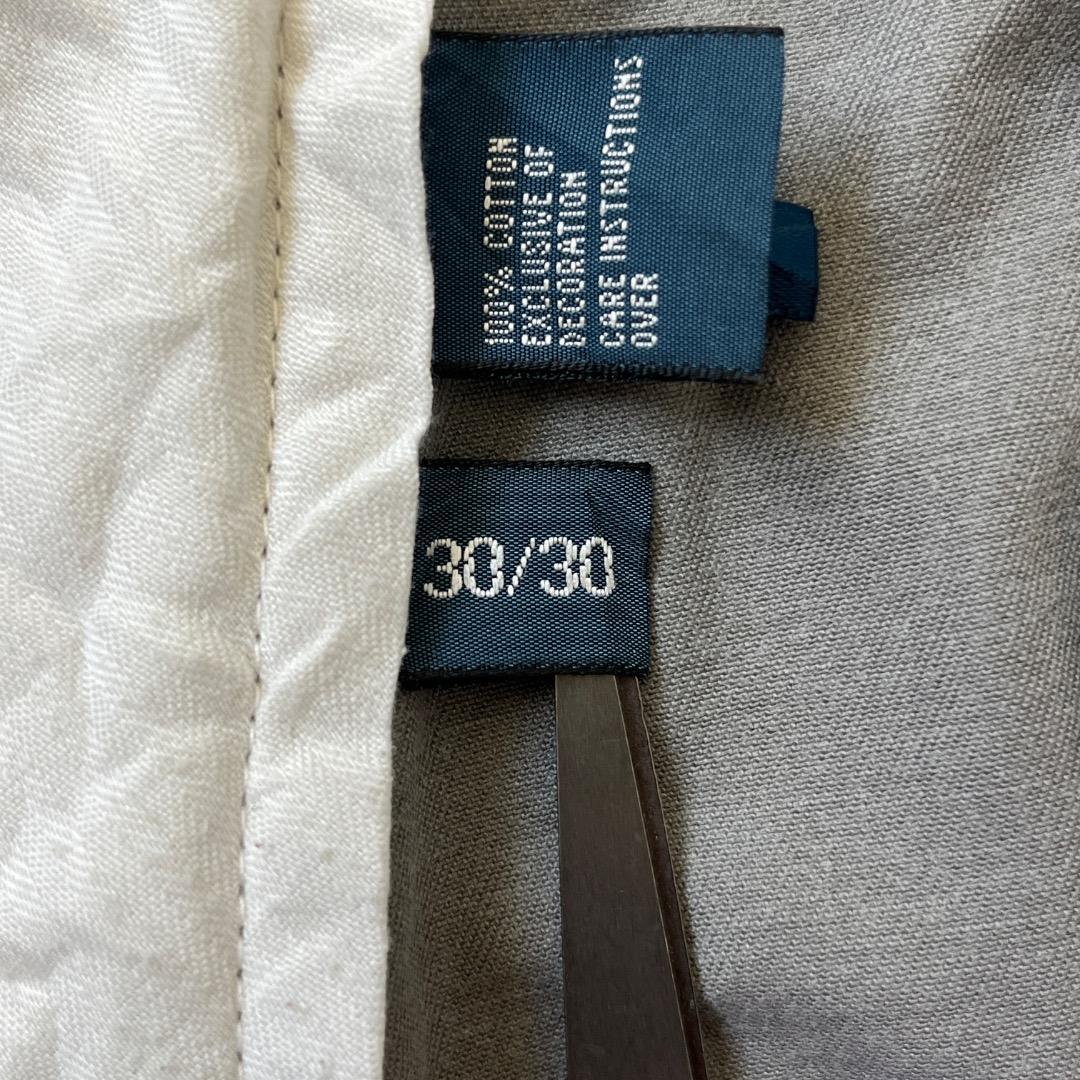 100% COTTON
EXCLUSIVE OF
DECORATION
CARE INSTRUCTIONS
OVER
30/30